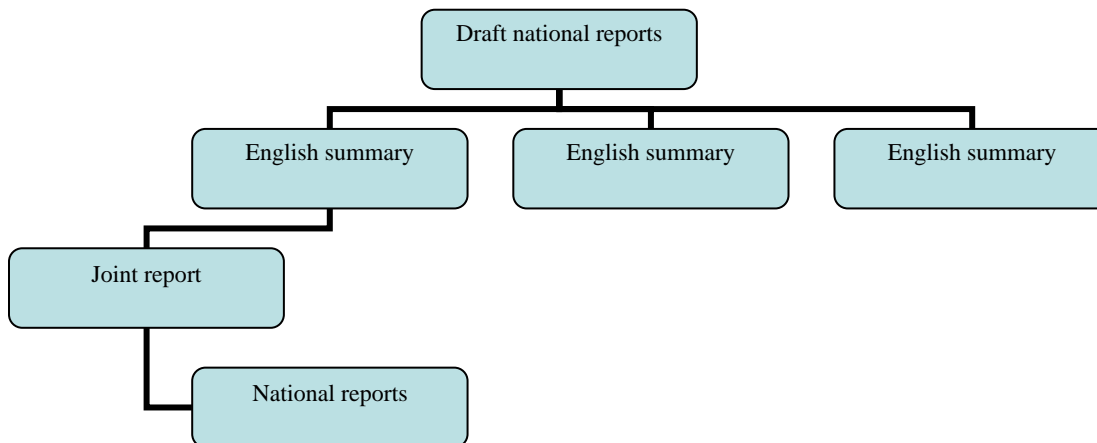 Draft national reports
English summary
English summary
English summary
Joint report
National reports